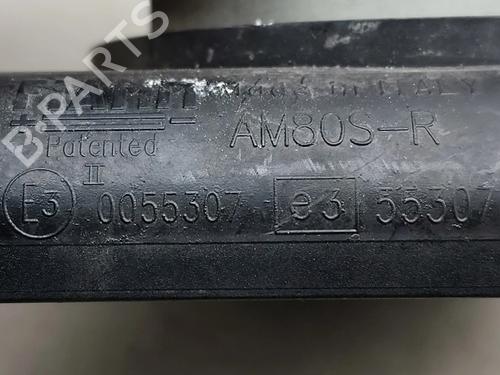 made in ITALY
AM80S-R
Patented
II
E3 0055307 e3 55307
B-PARTS